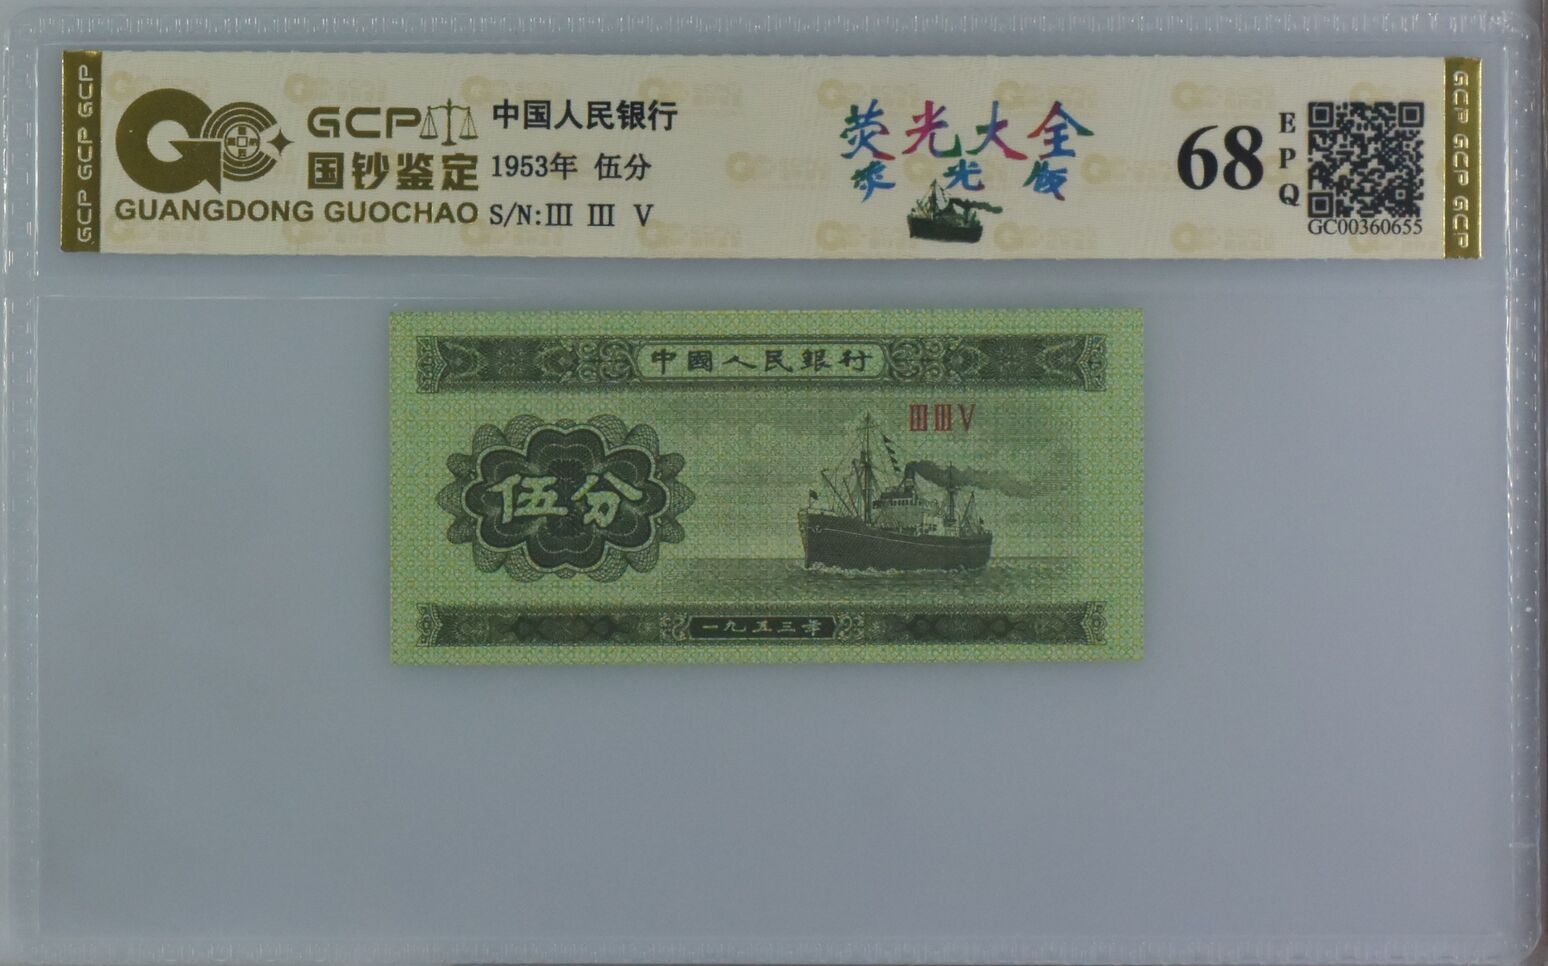 GCP GCP GCP
GCP
国钞鉴定
GUANGDONG GUOCHAO
中国人民银行
1953年 伍分
S/N:Ⅲ Ⅲ Ⅴ
荧光大全
荧光版
68
EPQ
GC00360655
GCP GCP GCP
中國人民銀行
ⅢⅢⅤ
伍分
一九五三年